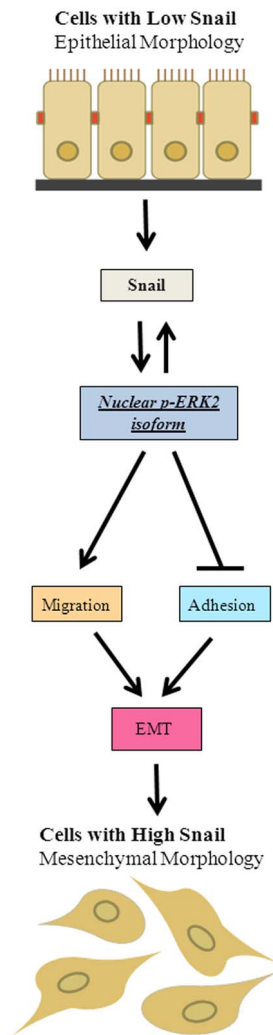 Cells with Low Snail
Epithelial Morphology
Snail
Nuclear p-ERK2
isoform
Migration
Adhesion
EMT
Cells with High Snail
Mesenchymal Morphology